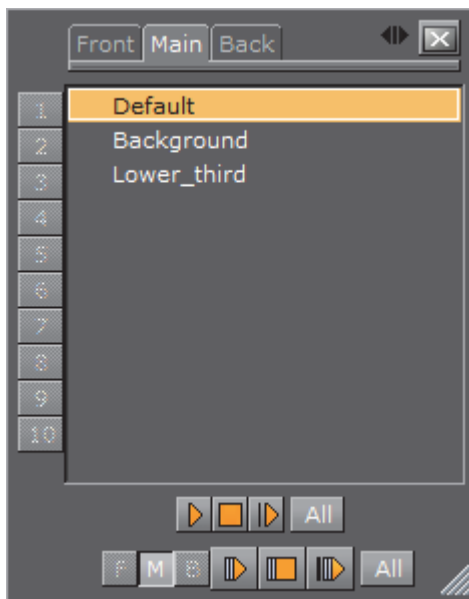 Front Main Back
1 Default
2 Background
3 Lower_third
4
5
6
7
8
9
10
All
F M B All